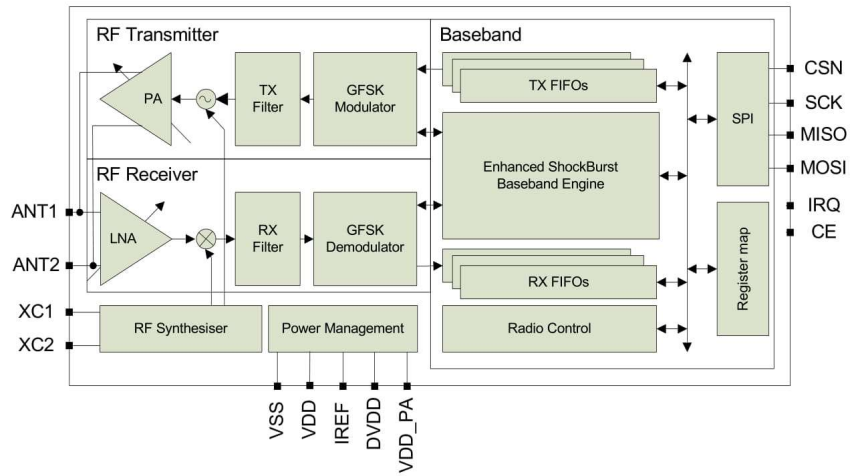 RF Transmitter
Baseband
PA
TX
Filter
GFSK
Modulator
TX FIFOs
SPI
CSN
SCK
MISO
MOSI
Enhanced ShockBurst
Baseband Engine
RF Receiver
ANT1
ANT2
LNA
RX
Filter
GFSK
Demodulator
IRQ
CE
RX FIFOs
Register map
XC1
XC2
RF Synthesiser
Power Management
Radio Control
VSS
VDD
IREF
DVDD
VDD_PA